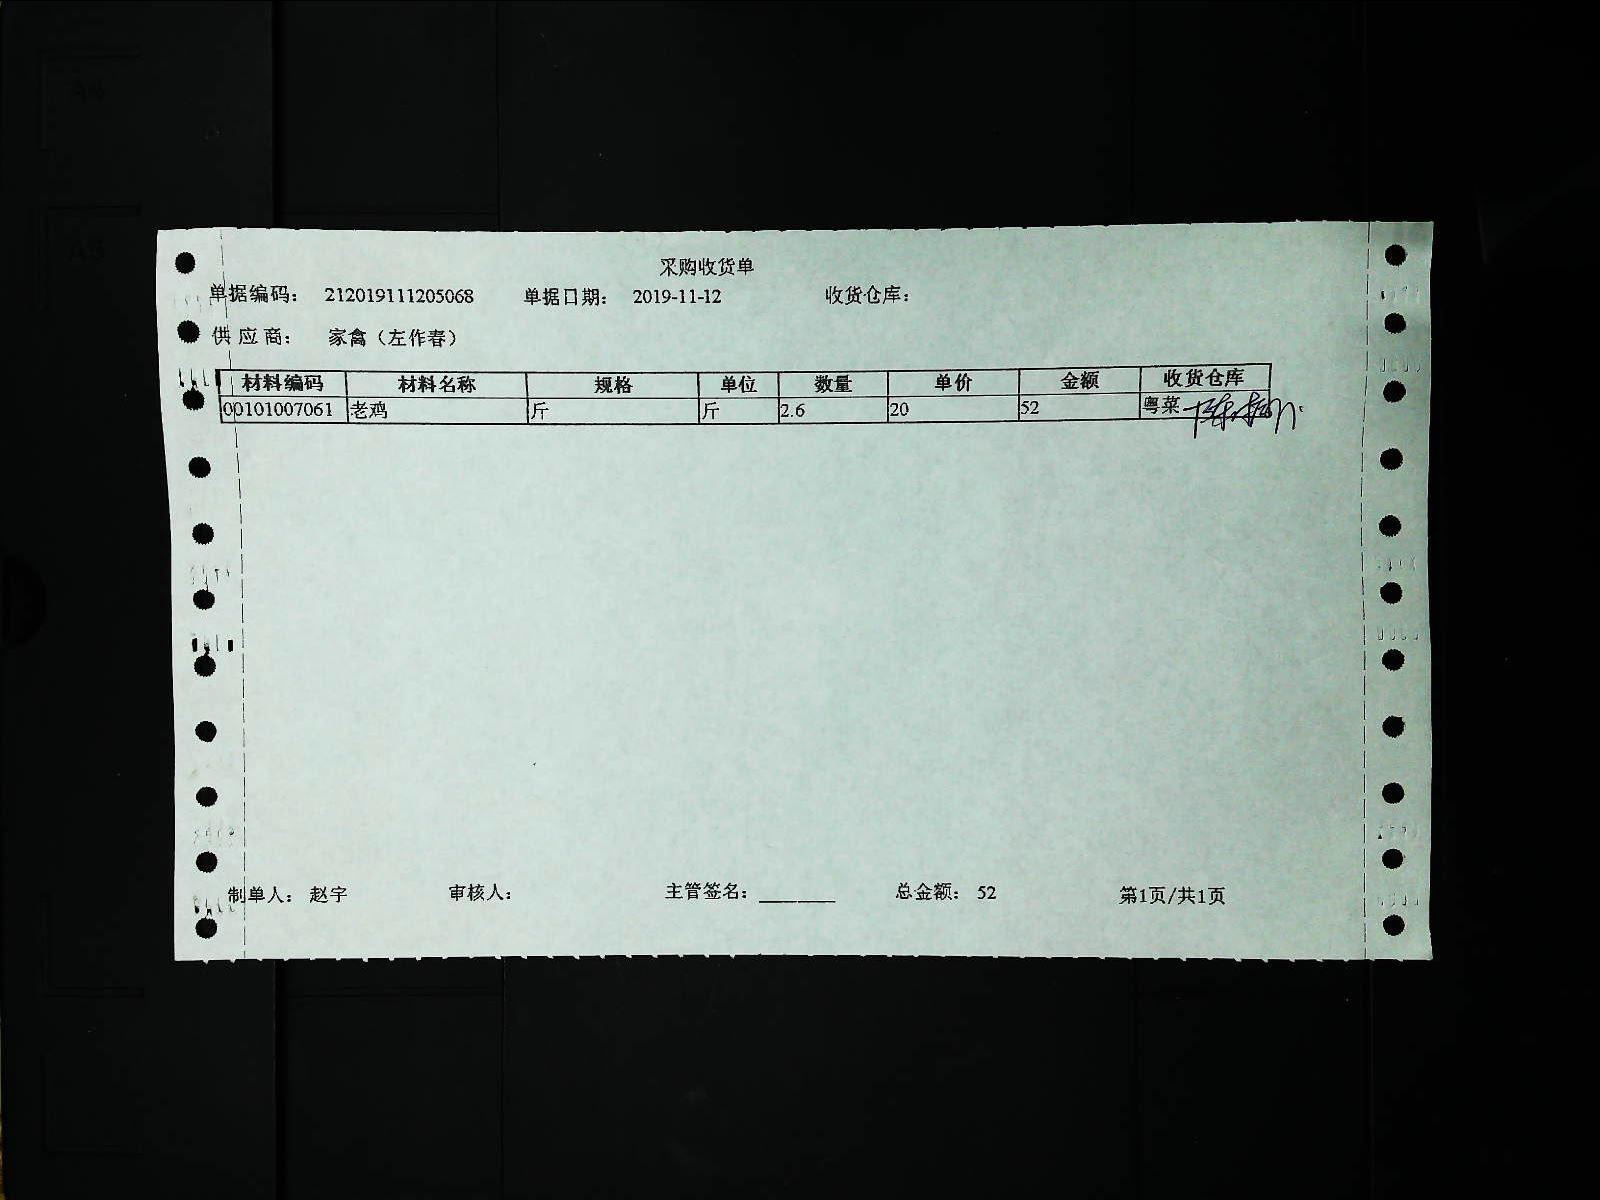 采购收货单
单据编码： 212019111205068 单据日期： 2019-11-12 收货仓库：
供应商： 家禽（左作春）
材料编码 材料名称 规格 单位 数量 单价 金额 收货仓库
00101007061 老鸡 斤 斤 2.6 20 52 粤菜
制单人： 赵宇 审核人： 主管签名：________ 总金额： 52 第1页/共1页